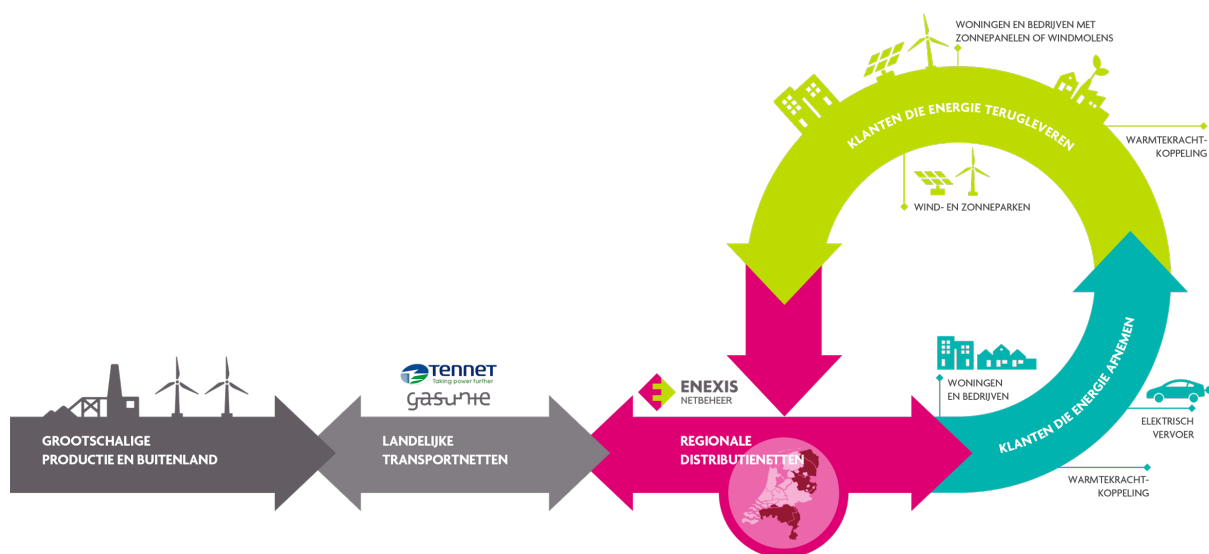 WONINGEN EN BEDRIJVEN MET
ZONNEPANELEN OF WINDMOLENS
KLANTEN DIE ENERGIE TERUGLEVEREN
WARMTEKRACHT-
KOPPELING
WIND- EN ZONNEPARKEN
GROOTSCHALIGE
PRODUCTIE EN BUITENLAND
TENNET
Taking power further
gasunie
LANDELIJKE
TRANSPORTNETTEN
ENEXIS
NETBEHEER
REGIONALE
DISTRIBUTIENETTEN
WONINGEN
EN BEDRIJVEN
KLANTEN DIE ENERGIE AFNEMEN
ELEKTRISCH
VERVOER
WARMTEKRACHT-
KOPPELING